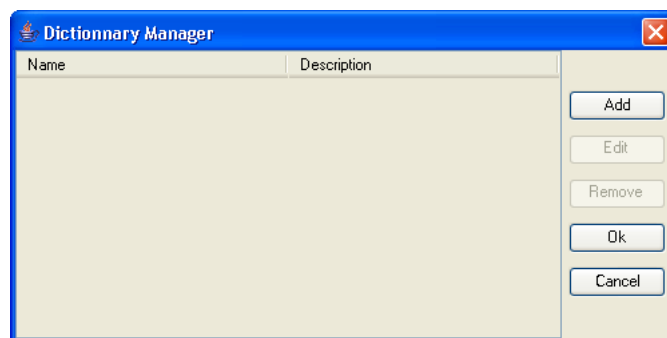 Dictionnary Manager
Name Description
Add
Edit
Remove
Ok
Cancel